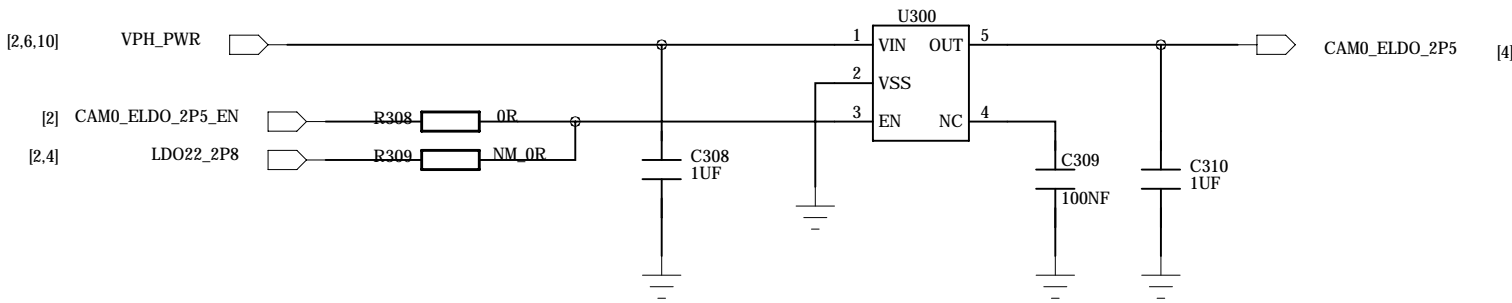 U300
[2,6,10] VPH_PWR 1 VIN OUT 5 CAM0_ELDO_2P5 [4]
2 VSS
[2] CAM0_ELDO_2P5_EN R308 0R 3 EN NC 4
[2,4] LDO22_2P8 R309 NM_0R
C308
1UF
C309
100NF
C310
1UF